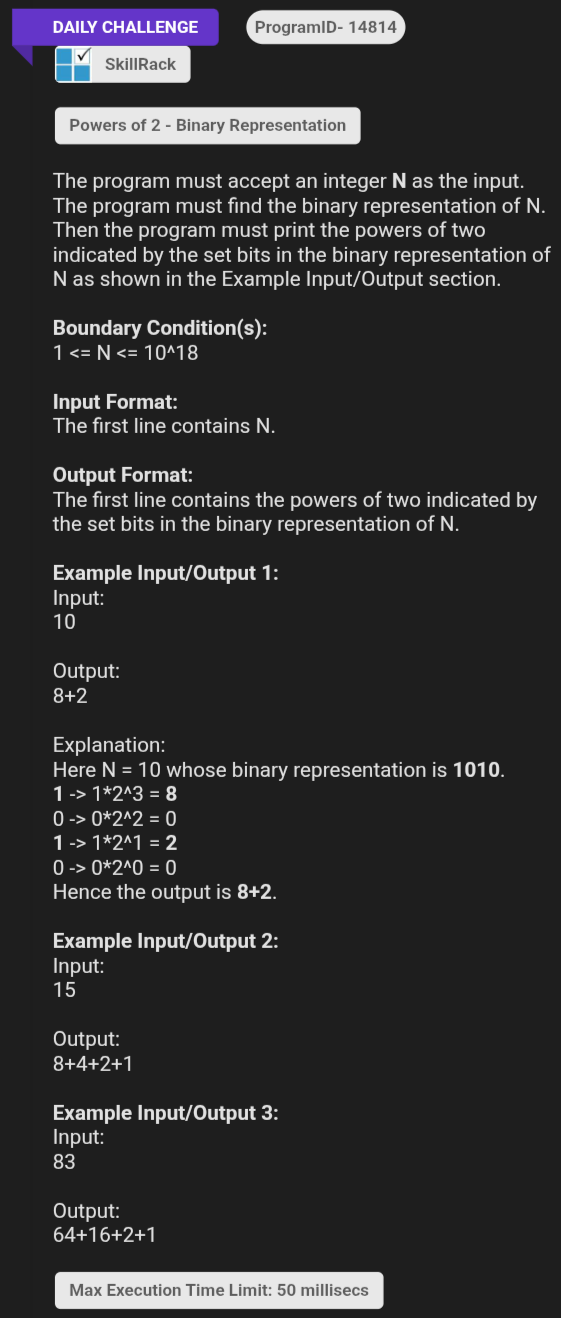 DAILY CHALLENGE
ProgramID- 14814
SkillRack
Powers of 2 - Binary Representation
The program must accept an integer N as the input.
The program must find the binary representation of N.
Then the program must print the powers of two
indicated by the set bits in the binary representation of
N as shown in the Example Input/Output section.
Boundary Condition(s):
1 <= N <= 10^18
Input Format:
The first line contains N.
Output Format:
The first line contains the powers of two indicated by
the set bits in the binary representation of N.
Example Input/Output 1:
Input:
10
Output:
8+2
Explanation:
Here N = 10 whose binary representation is 1010.
1 -> 1*2^3 = 8
0 -> 0*2^2 = 0
1 -> 1*2^1 = 2
0 -> 0*2^0 = 0
Hence the output is 8+2.
Example Input/Output 2:
Input:
15
Output:
8+4+2+1
Example Input/Output 3:
Input:
83
Output:
64+16+2+1
Max Execution Time Limit: 50 millisecs